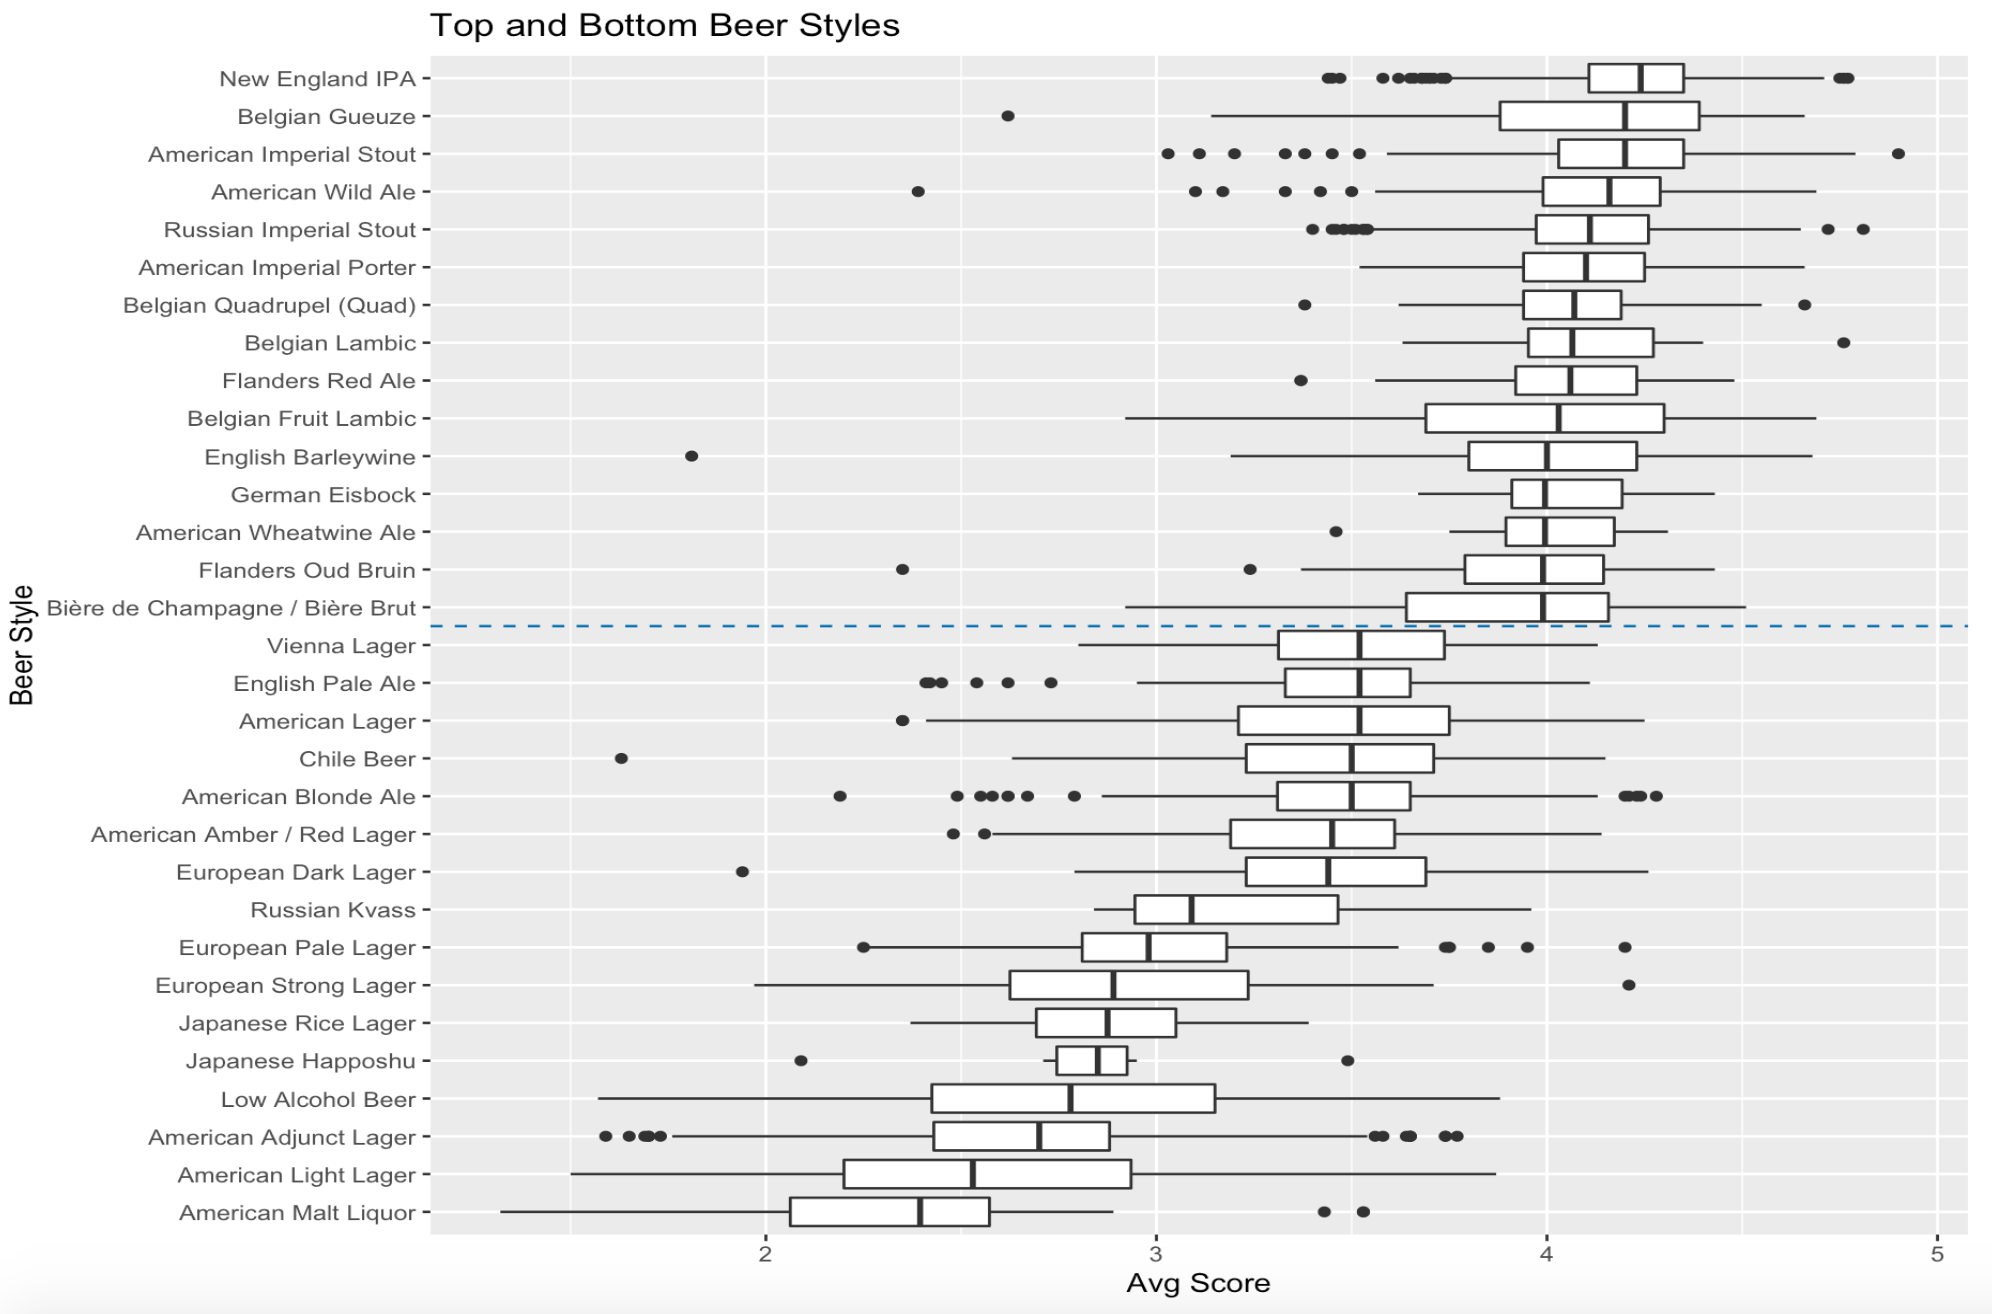 Top and Bottom Beer Styles
New England IPA
Belgian Gueuze
American Imperial Stout
American Wild Ale
Russian Imperial Stout
American Imperial Porter
Belgian Quadrupel (Quad)
Belgian Lambic
Flanders Red Ale
Belgian Fruit Lambic
English Barleywine
German Eisbock
American Wheatwine Ale
Flanders Oud Bruin
Bière de Champagne / Bière Brut
Vienna Lager
English Pale Ale
American Lager
Chile Beer
American Blonde Ale
American Amber / Red Lager
European Dark Lager
Russian Kvass
European Pale Lager
European Strong Lager
Japanese Rice Lager
Japanese Happoshu
Low Alcohol Beer
American Adjunct Lager
American Light Lager
American Malt Liquor
Beer Style
2 3 4 5
Avg Score